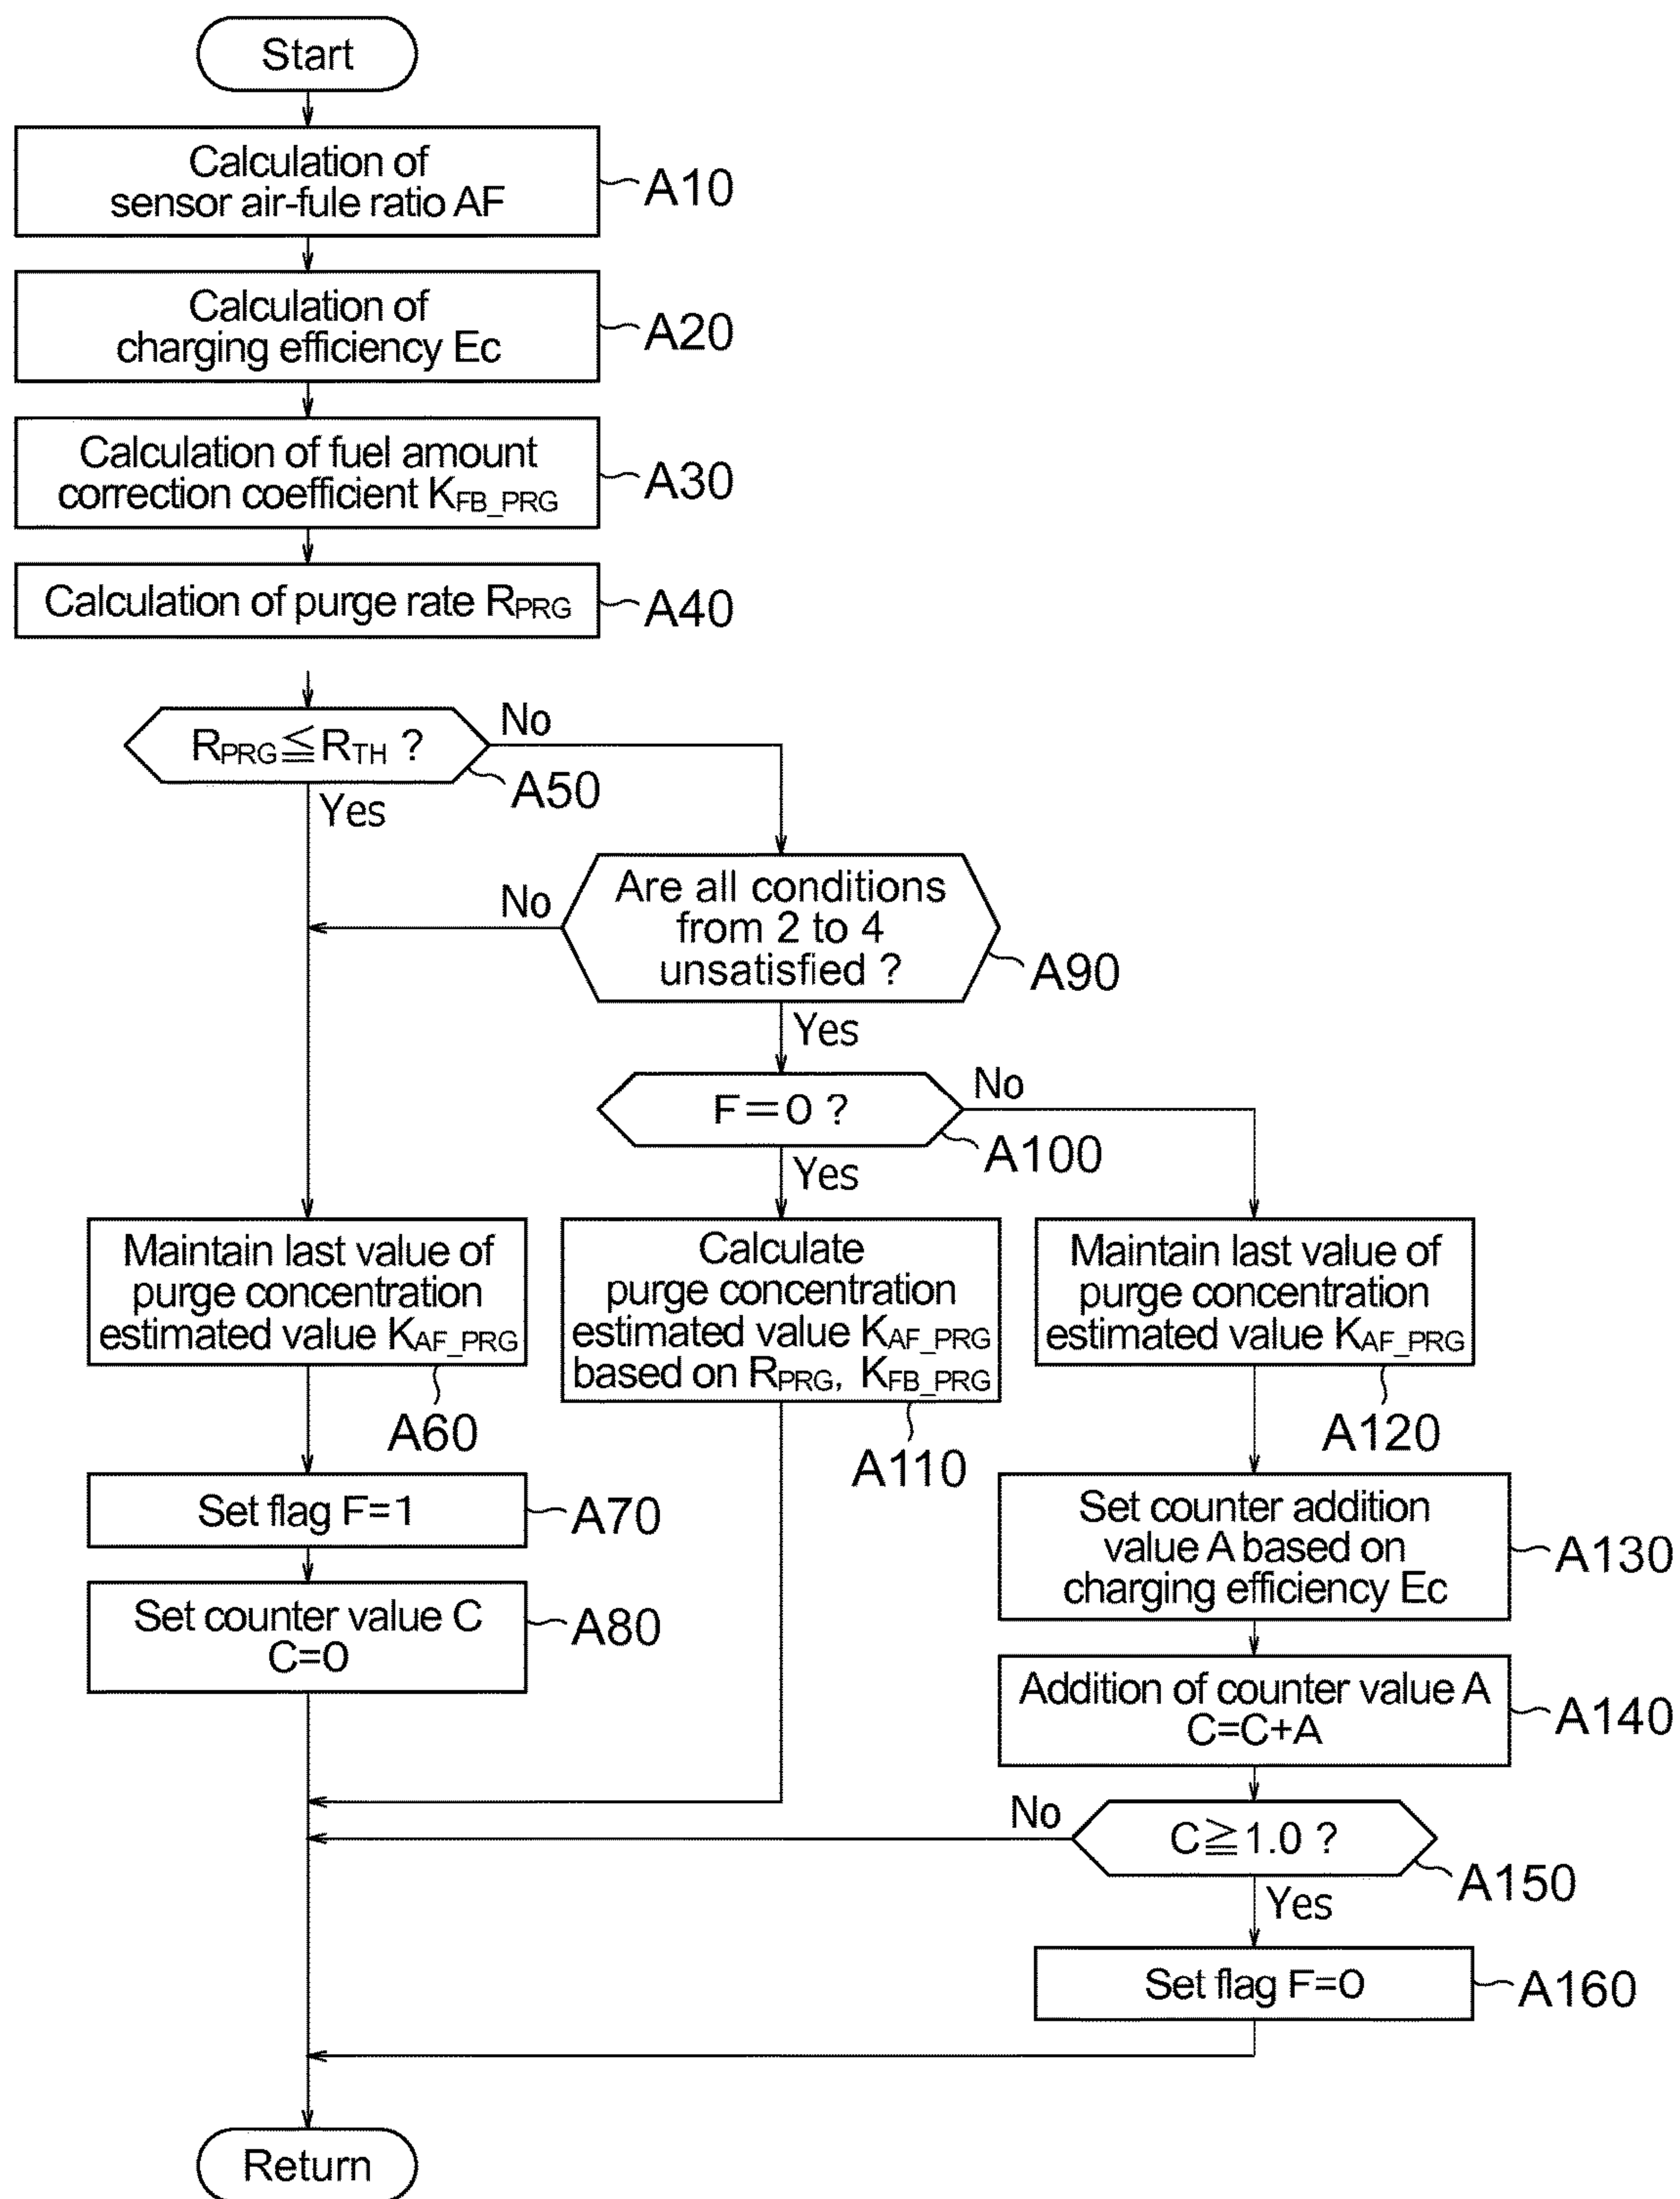 Start
Calculation of
sensor air-fule ratio AF
A10
Calculation of
charging efficiency Ec
A20
Calculation of fuel amount
correction coefficient KFB_PRG
A30
Calculation of purge rate RPRG
A40
RPRG≦RTH ?
No
A50
Yes
Are all conditions
from 2 to 4
unsatisfied ?
No
A90
Yes
F=0 ?
No
A100
Yes
Maintain last value of
purge concentration
estimated value KAF_PRG
A60
Calculate
purge concentration
estimated value KAF_PRG
based on RPRG, KFB_PRG
A110
Maintain last value of
purge concentration
estimated value KAF_PRG
A120
Set flag F=1
A70
Set counter value C
C=0
A80
Set counter addition
value A based on
charging efficiency Ec
A130
Addition of counter value A
C=C+A
A140
No
C≧1.0 ?
A150
Yes
Set flag F=0
A160
Return